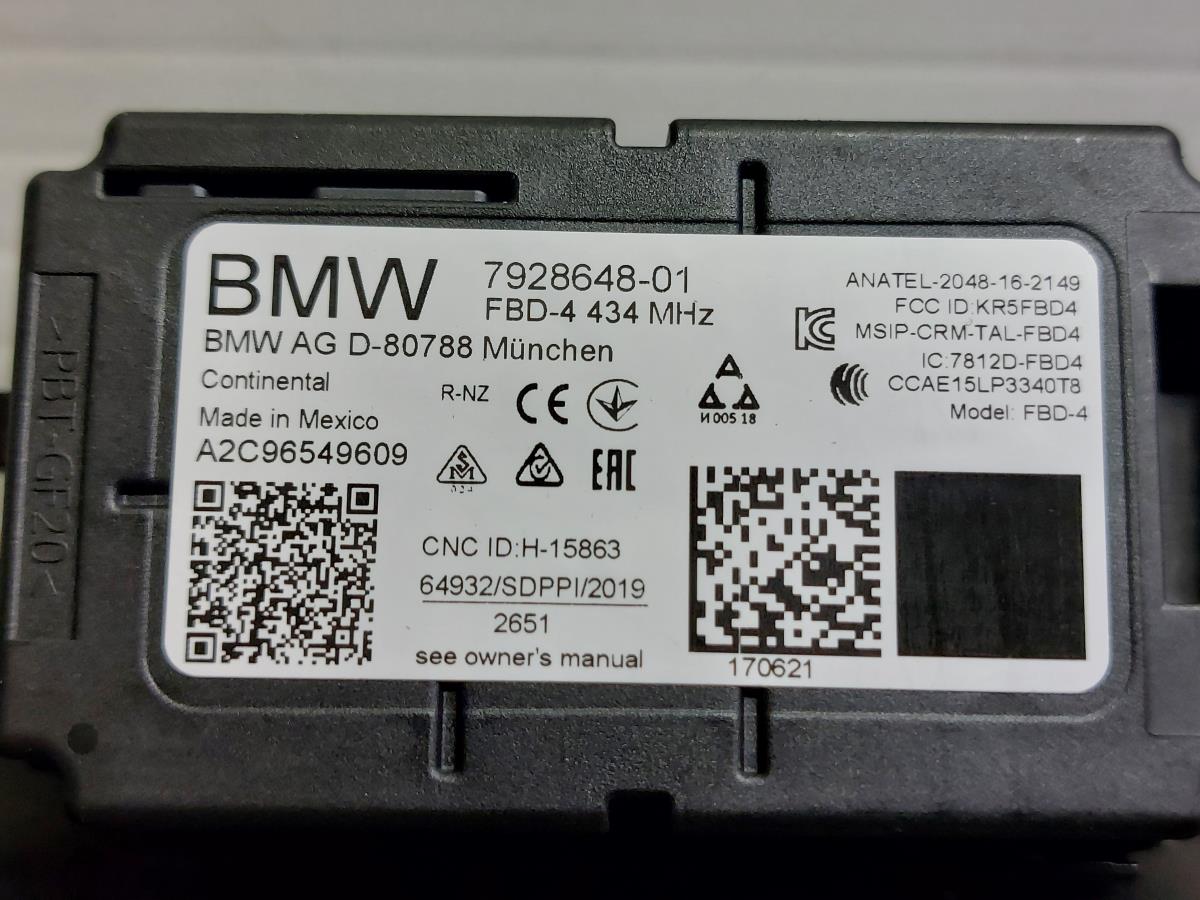 BMW
7928648-01
FBD-4 434 MHz
BMW AG D-80788 München
Continental
Made in Mexico
A2C96549609
R-NZ
CE
EAC
И 005 18
ANATEL-2048-16-2149
FCC ID:KR5FBD4
MSIP-CRM-TAL-FBD4
IC:7812D-FBD4
CCAE15LP3340T8
Model: FBD-4
CNC ID:H-15863
64932/SDPPI/2019
2651
see owner's manual
170621
>PBT-GF20<